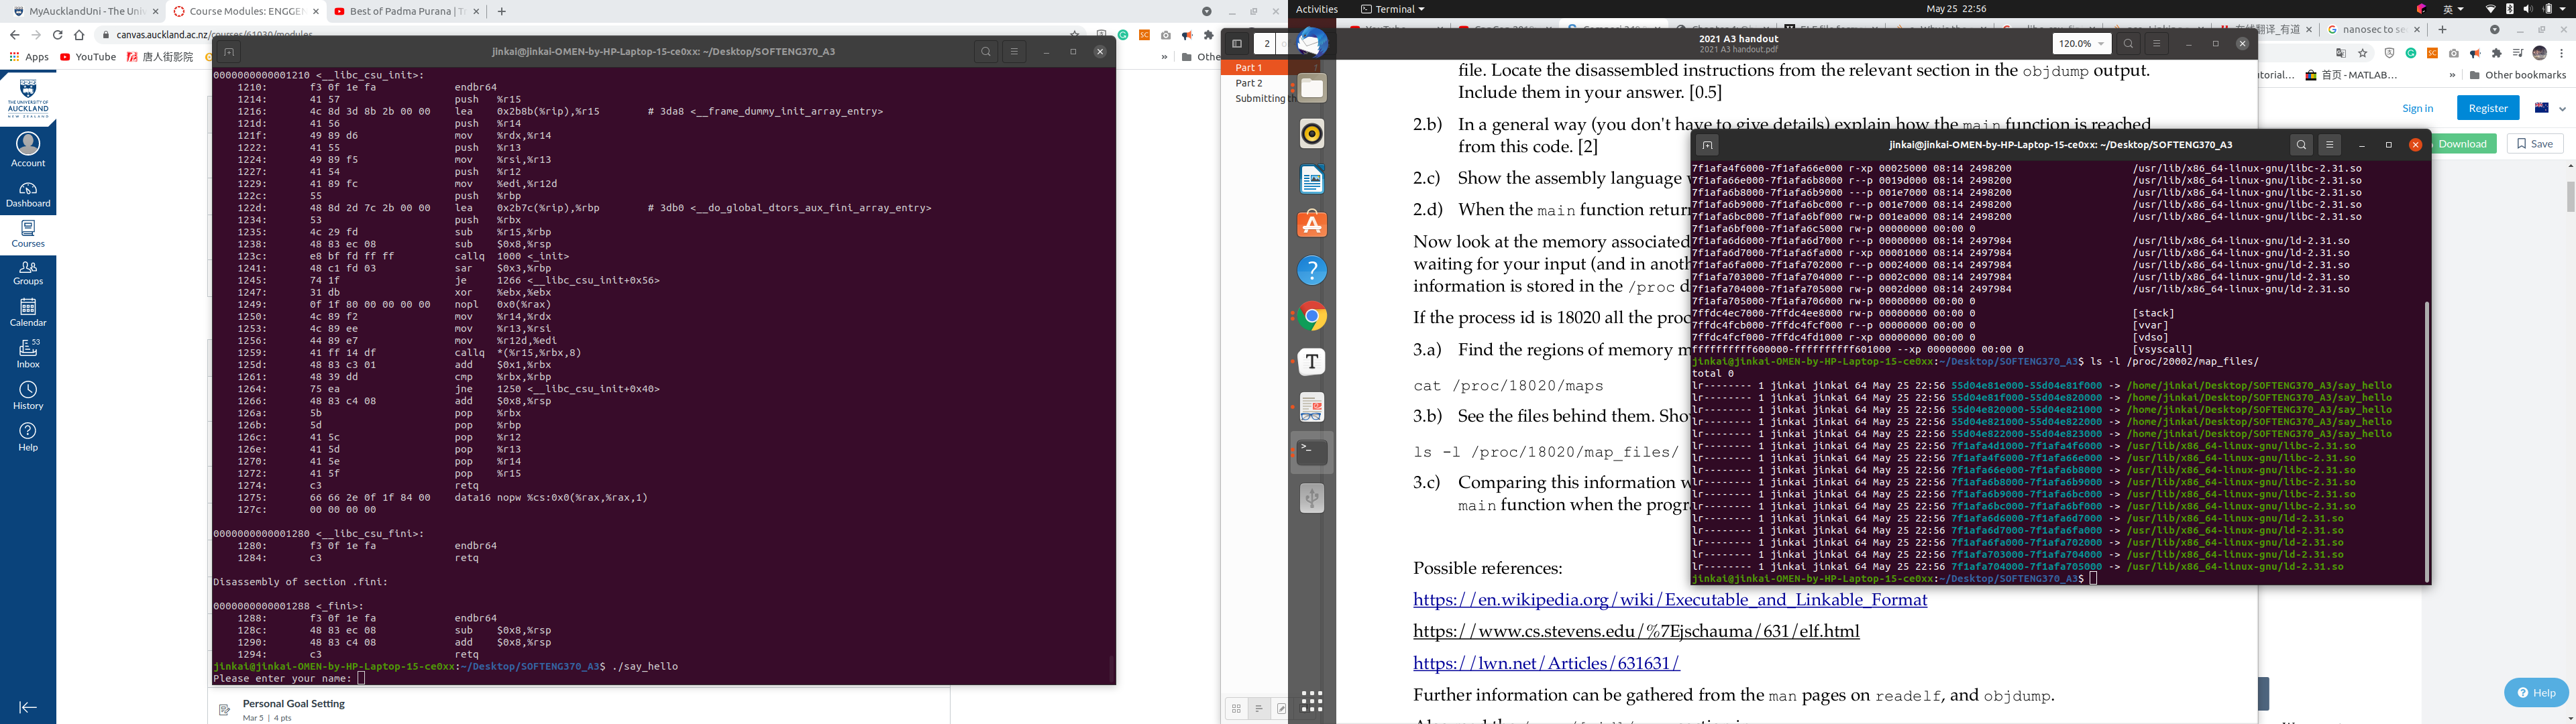 MyAucklandUni - The Univ
Course Modules: ENGGEN
Best of Padma Purana | T
canvas.auckland.ac.nz/courses/61030/modules
Apps
YouTube
唐人街影院
Othe
Account
Dashboard
Courses
Groups
Calendar
53
Inbox
History
Help
jinkai@jinkai-OMEN-by-HP-Laptop-15-ce0xx: ~/Desktop/SOFTENG370_A3
0000000000001210 <__libc_csu_init>:
1210: f3 0f 1e fa endbr64
1214: 41 57 push %r15
1216: 4c 8d 3d 8b 2b 00 00 lea 0x2b8b(%rip),%r15 # 3da8 <__frame_dummy_init_array_entry>
121d: 41 56 push %r14
121f: 49 89 d6 mov %rdx,%r14
1222: 41 55 push %r13
1224: 49 89 f5 mov %rsi,%r13
1227: 41 54 push %r12
1229: 41 89 fc mov %edi,%r12d
122c: 55 push %rbp
122d: 48 8d 2d 7c 2b 00 00 lea 0x2b7c(%rip),%rbp # 3db0 <__do_global_dtors_aux_fini_array_entry>
1234: 53 push %rbx
1235: 4c 29 fd sub %r15,%rbp
1238: 48 83 ec 08 sub $0x8,%rsp
123c: e8 bf fd ff ff callq 1000 <_init>
1241: 48 c1 fd 03 sar $0x3,%rbp
1245: 74 1f je 1266 <__libc_csu_init+0x56>
1247: 31 db xor %ebx,%ebx
1249: 0f 1f 80 00 00 00 00 nopl 0x0(%rax)
1250: 4c 89 f2 mov %r14,%rdx
1253: 4c 89 ee mov %r13,%rsi
1256: 44 89 e7 mov %r12d,%edi
1259: 41 ff 14 df callq *(%r15,%rbx,8)
125d: 48 83 c3 01 add $0x1,%rbx
1261: 48 39 dd cmp %rbx,%rbp
1264: 75 ea jne 1250 <__libc_csu_init+0x40>
1266: 48 83 c4 08 add $0x8,%rsp
126a: 5b pop %rbx
126b: 5d pop %rbp
126c: 41 5c pop %r12
126e: 41 5d pop %r13
1270: 41 5e pop %r14
1272: 41 5f pop %r15
1274: c3 retq
1275: 66 66 2e 0f 1f 84 00 data16 nopw %cs:0x0(%rax,%rax,1)
127c: 00 00 00 00
0000000000001280 <__libc_csu_fini>:
1280: f3 0f 1e fa endbr64
1284: c3 retq
Disassembly of section .fini:
0000000000001288 <_fini>:
1288: f3 0f 1e fa endbr64
128c: 48 83 ec 08 sub $0x8,%rsp
1290: 48 83 c4 08 add $0x8,%rsp
1294: c3 retq
jinkai@jinkai-OMEN-by-HP-Laptop-15-ce0xx:~/Desktop/SOFTENG370_A3$ ./say_hello
Please enter your name:
Personal Goal Setting
Mar 5 | 4 pts
Activities
Terminal
May 25 22:56
英
在线翻译_有道
nanosec to se
torial...
首页 - MATLAB...
Other bookmarks
Sign in
Register
Download
Save
Help
2
2021 A3 handout
2021 A3 handout.pdf
120.0%
Part 1
Part 2
Submitting th
file. Locate the disassembled instructions from the relevant section in the objdump output.
Include them in your answer. [0.5]
2.b) In a general way (you don't have to give details) explain how the main function is reached
from this code. [2]
2.c) Show the assembly language
2.d) When the main function return
Now look at the memory associated
waiting for your input (and in anoth
information is stored in the /proc d
If the process id is 18020 all the proc
3.a) Find the regions of memory m
cat /proc/18020/maps
3.b) See the files behind them. Sho
ls -l /proc/18020/map_files/
3.c) Comparing this information w
main function when the progra
Possible references:
https://en.wikipedia.org/wiki/Executable_and_Linkable_Format
https://www.cs.stevens.edu/%7Ejschauma/631/elf.html
https://lwn.net/Articles/631631/
Further information can be gathered from the man pages on readelf, and objdump.
jinkai@jinkai-OMEN-by-HP-Laptop-15-ce0xx: ~/Desktop/SOFTENG370_A3
7f1afa4f6000-7f1afa66e000 r-xp 00025000 08:14 2498200 /usr/lib/x86_64-linux-gnu/libc-2.31.so
7f1afa66e000-7f1afa6b8000 r--p 0019d000 08:14 2498200 /usr/lib/x86_64-linux-gnu/libc-2.31.so
7f1afa6b8000-7f1afa6b9000 ---p 001e7000 08:14 2498200 /usr/lib/x86_64-linux-gnu/libc-2.31.so
7f1afa6b9000-7f1afa6bc000 r--p 001e7000 08:14 2498200 /usr/lib/x86_64-linux-gnu/libc-2.31.so
7f1afa6bc000-7f1afa6bf000 rw-p 001ea000 08:14 2498200 /usr/lib/x86_64-linux-gnu/libc-2.31.so
7f1afa6bf000-7f1afa6c5000 rw-p 00000000 00:00 0
7f1afa6d6000-7f1afa6d7000 r--p 00000000 08:14 2497984 /usr/lib/x86_64-linux-gnu/ld-2.31.so
7f1afa6d7000-7f1afa6fa000 r-xp 00001000 08:14 2497984 /usr/lib/x86_64-linux-gnu/ld-2.31.so
7f1afa6fa000-7f1afa702000 r--p 00024000 08:14 2497984 /usr/lib/x86_64-linux-gnu/ld-2.31.so
7f1afa703000-7f1afa704000 r--p 0002c000 08:14 2497984 /usr/lib/x86_64-linux-gnu/ld-2.31.so
7f1afa704000-7f1afa705000 rw-p 0002d000 08:14 2497984 /usr/lib/x86_64-linux-gnu/ld-2.31.so
7f1afa705000-7f1afa706000 rw-p 00000000 00:00 0
7ffdc4ec7000-7ffdc4ee8000 rw-p 00000000 00:00 0 [stack]
7ffdc4fcb000-7ffdc4fcf000 r--p 00000000 00:00 0 [vvar]
7ffdc4fcf000-7ffdc4fd1000 r-xp 00000000 00:00 0 [vdso]
ffffffffff600000-ffffffffff601000 --xp 00000000 00:00 0 [vsyscall]
jinkai@jinkai-OMEN-by-HP-Laptop-15-ce0xx:~/Desktop/SOFTENG370_A3$ ls -l /proc/20002/map_files/
total 0
lr-------- 1 jinkai jinkai 64 May 25 22:56 55d04e81e000-55d04e81f000 -> /home/jinkai/Desktop/SOFTENG370_A3/say_hello
lr-------- 1 jinkai jinkai 64 May 25 22:56 55d04e81f000-55d04e820000 -> /home/jinkai/Desktop/SOFTENG370_A3/say_hello
lr-------- 1 jinkai jinkai 64 May 25 22:56 55d04e820000-55d04e821000 -> /home/jinkai/Desktop/SOFTENG370_A3/say_hello
lr-------- 1 jinkai jinkai 64 May 25 22:56 55d04e821000-55d04e822000 -> /home/jinkai/Desktop/SOFTENG370_A3/say_hello
lr-------- 1 jinkai jinkai 64 May 25 22:56 55d04e822000-55d04e823000 -> /home/jinkai/Desktop/SOFTENG370_A3/say_hello
lr-------- 1 jinkai jinkai 64 May 25 22:56 7f1afa4d1000-7f1afa4f6000 -> /usr/lib/x86_64-linux-gnu/libc-2.31.so
lr-------- 1 jinkai jinkai 64 May 25 22:56 7f1afa4f6000-7f1afa66e000 -> /usr/lib/x86_64-linux-gnu/libc-2.31.so
lr-------- 1 jinkai jinkai 64 May 25 22:56 7f1afa66e000-7f1afa6b8000 -> /usr/lib/x86_64-linux-gnu/libc-2.31.so
lr-------- 1 jinkai jinkai 64 May 25 22:56 7f1afa6b8000-7f1afa6b9000 -> /usr/lib/x86_64-linux-gnu/libc-2.31.so
lr-------- 1 jinkai jinkai 64 May 25 22:56 7f1afa6b9000-7f1afa6bc000 -> /usr/lib/x86_64-linux-gnu/libc-2.31.so
lr-------- 1 jinkai jinkai 64 May 25 22:56 7f1afa6bc000-7f1afa6bf000 -> /usr/lib/x86_64-linux-gnu/libc-2.31.so
lr-------- 1 jinkai jinkai 64 May 25 22:56 7f1afa6d6000-7f1afa6d7000 -> /usr/lib/x86_64-linux-gnu/ld-2.31.so
lr-------- 1 jinkai jinkai 64 May 25 22:56 7f1afa6d7000-7f1afa6fa000 -> /usr/lib/x86_64-linux-gnu/ld-2.31.so
lr-------- 1 jinkai jinkai 64 May 25 22:56 7f1afa6fa000-7f1afa702000 -> /usr/lib/x86_64-linux-gnu/ld-2.31.so
lr-------- 1 jinkai jinkai 64 May 25 22:56 7f1afa703000-7f1afa704000 -> /usr/lib/x86_64-linux-gnu/ld-2.31.so
lr-------- 1 jinkai jinkai 64 May 25 22:56 7f1afa704000-7f1afa705000 -> /usr/lib/x86_64-linux-gnu/ld-2.31.so
jinkai@jinkai-OMEN-by-HP-Laptop-15-ce0xx:~/Desktop/SOFTENG370_A3$